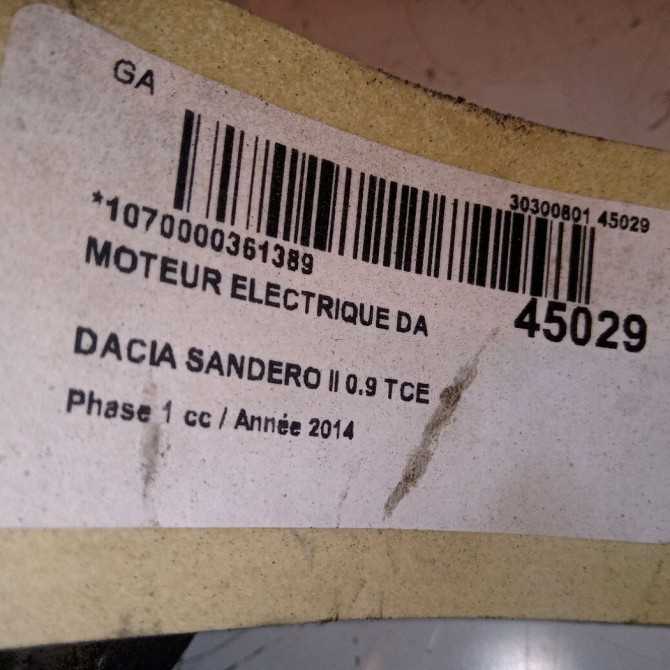 GA
30300801 45029
*1070000361389
MOTEUR ELECTRIQUE DA
45029
DACIA SANDERO II 0.9 TCE
Phase 1 cc / Année 2014